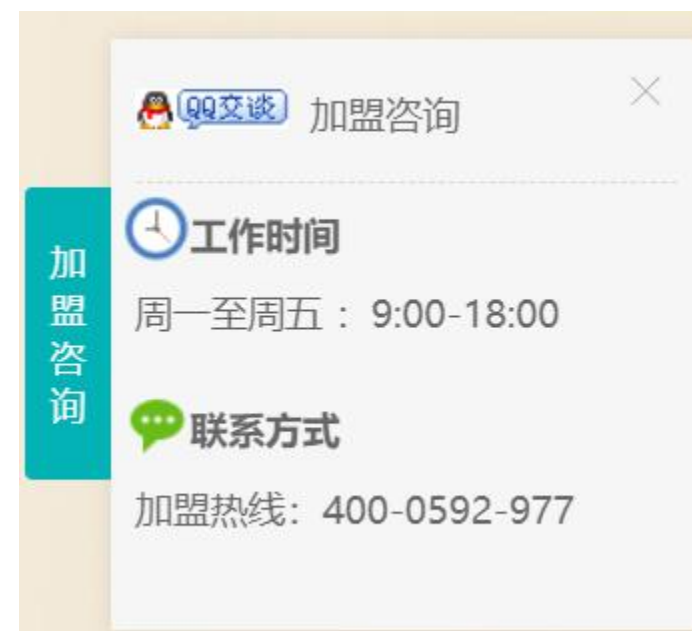 QQ交谈 加盟咨询
工作时间
周一至周五 : 9:00-18:00
联系方式
加盟热线: 400-0592-977
加盟咨询